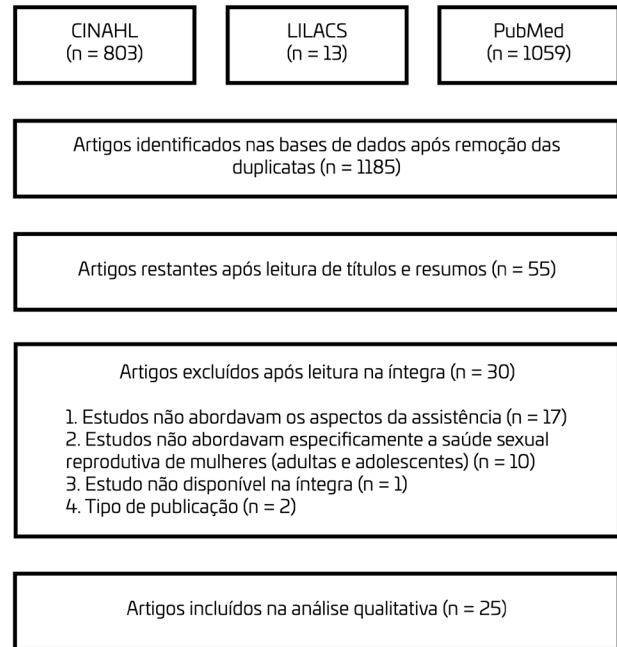 CINAHL
(n = 803)
LILACS
(n = 13)
PubMed
(n = 1059)
Artigos identificados nas bases de dados após remoção das
duplicatas (n = 1185)
Artigos restantes após leitura de títulos e resumos (n = 55)
Artigos excluídos após leitura na íntegra (n = 30)
1. Estudos não abordavam os aspectos da assistência (n = 17)
2. Estudos não abordavam especificamente a saúde sexual
reprodutiva de mulheres (adultas e adolescentes) (n = 10)
3. Estudo não disponível na íntegra (n = 1)
4. Tipo de publicação (n = 2)
Artigos incluídos na análise qualitativa (n = 25)